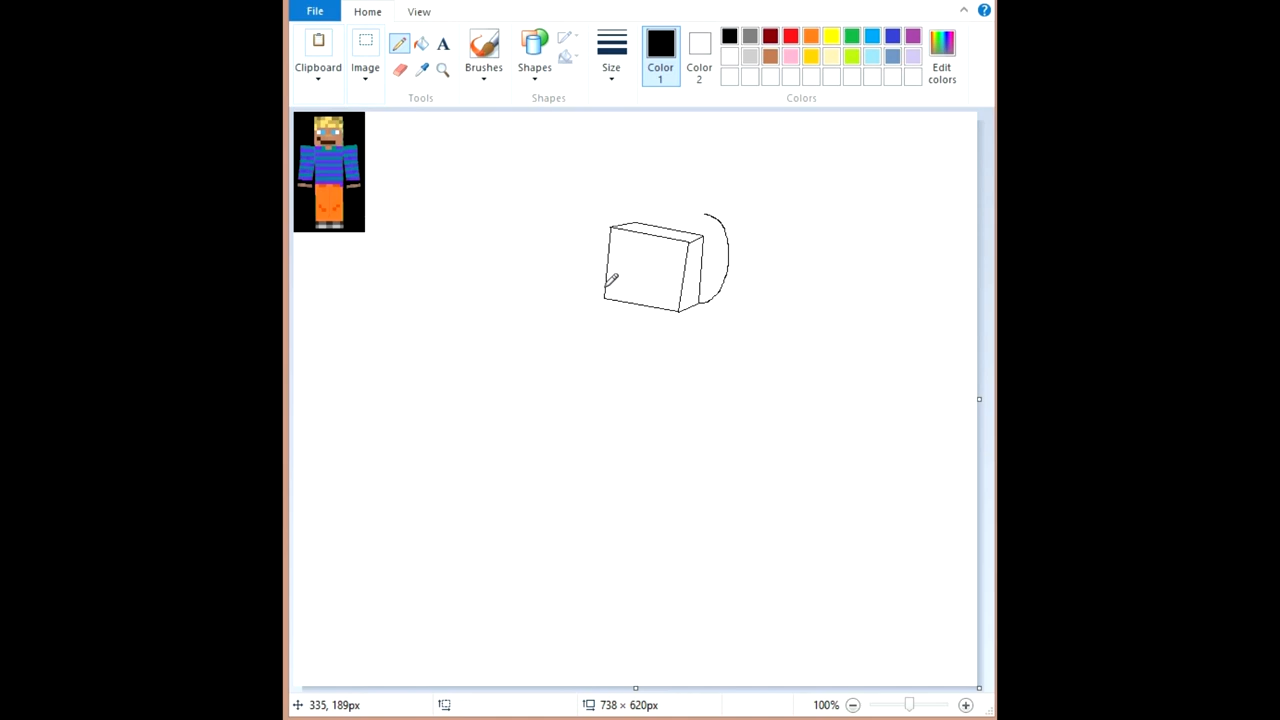 File
Home
View
Clipboard
Image
A
Tools
Brushes
Shapes
Shapes
Size
Color
1
Color
2
Edit
colors
Colors
335, 189px
738 × 620px
100%